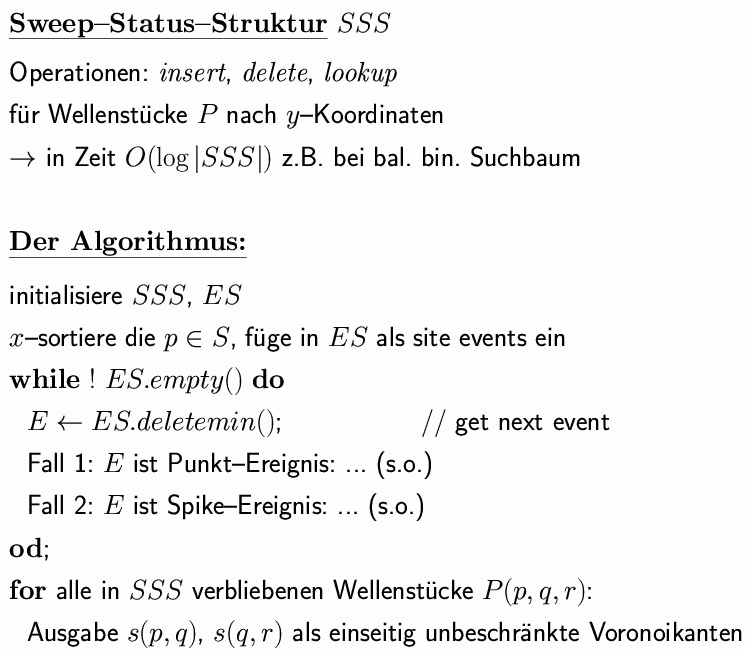 Sweep–Status–Struktur SSS
Operationen: insert, delete, lookup
für Wellenstücke P nach y–Koordinaten
→ in Zeit O(log |SSS|) z.B. bei bal. bin. Suchbaum
Der Algorithmus:
initialisiere SSS, ES
x–sortiere die p ∈ S, füge in ES als site events ein
while ! ES.empty() do
E ← ES.deletemin(); // get next event
Fall 1: E ist Punkt–Ereignis: ... (s.o.)
Fall 2: E ist Spike–Ereignis: ... (s.o.)
od;
for alle in SSS verbliebenen Wellenstücke P(p, q, r):
Ausgabe s(p, q), s(q, r) als einseitig unbeschränkte Voronoikanten